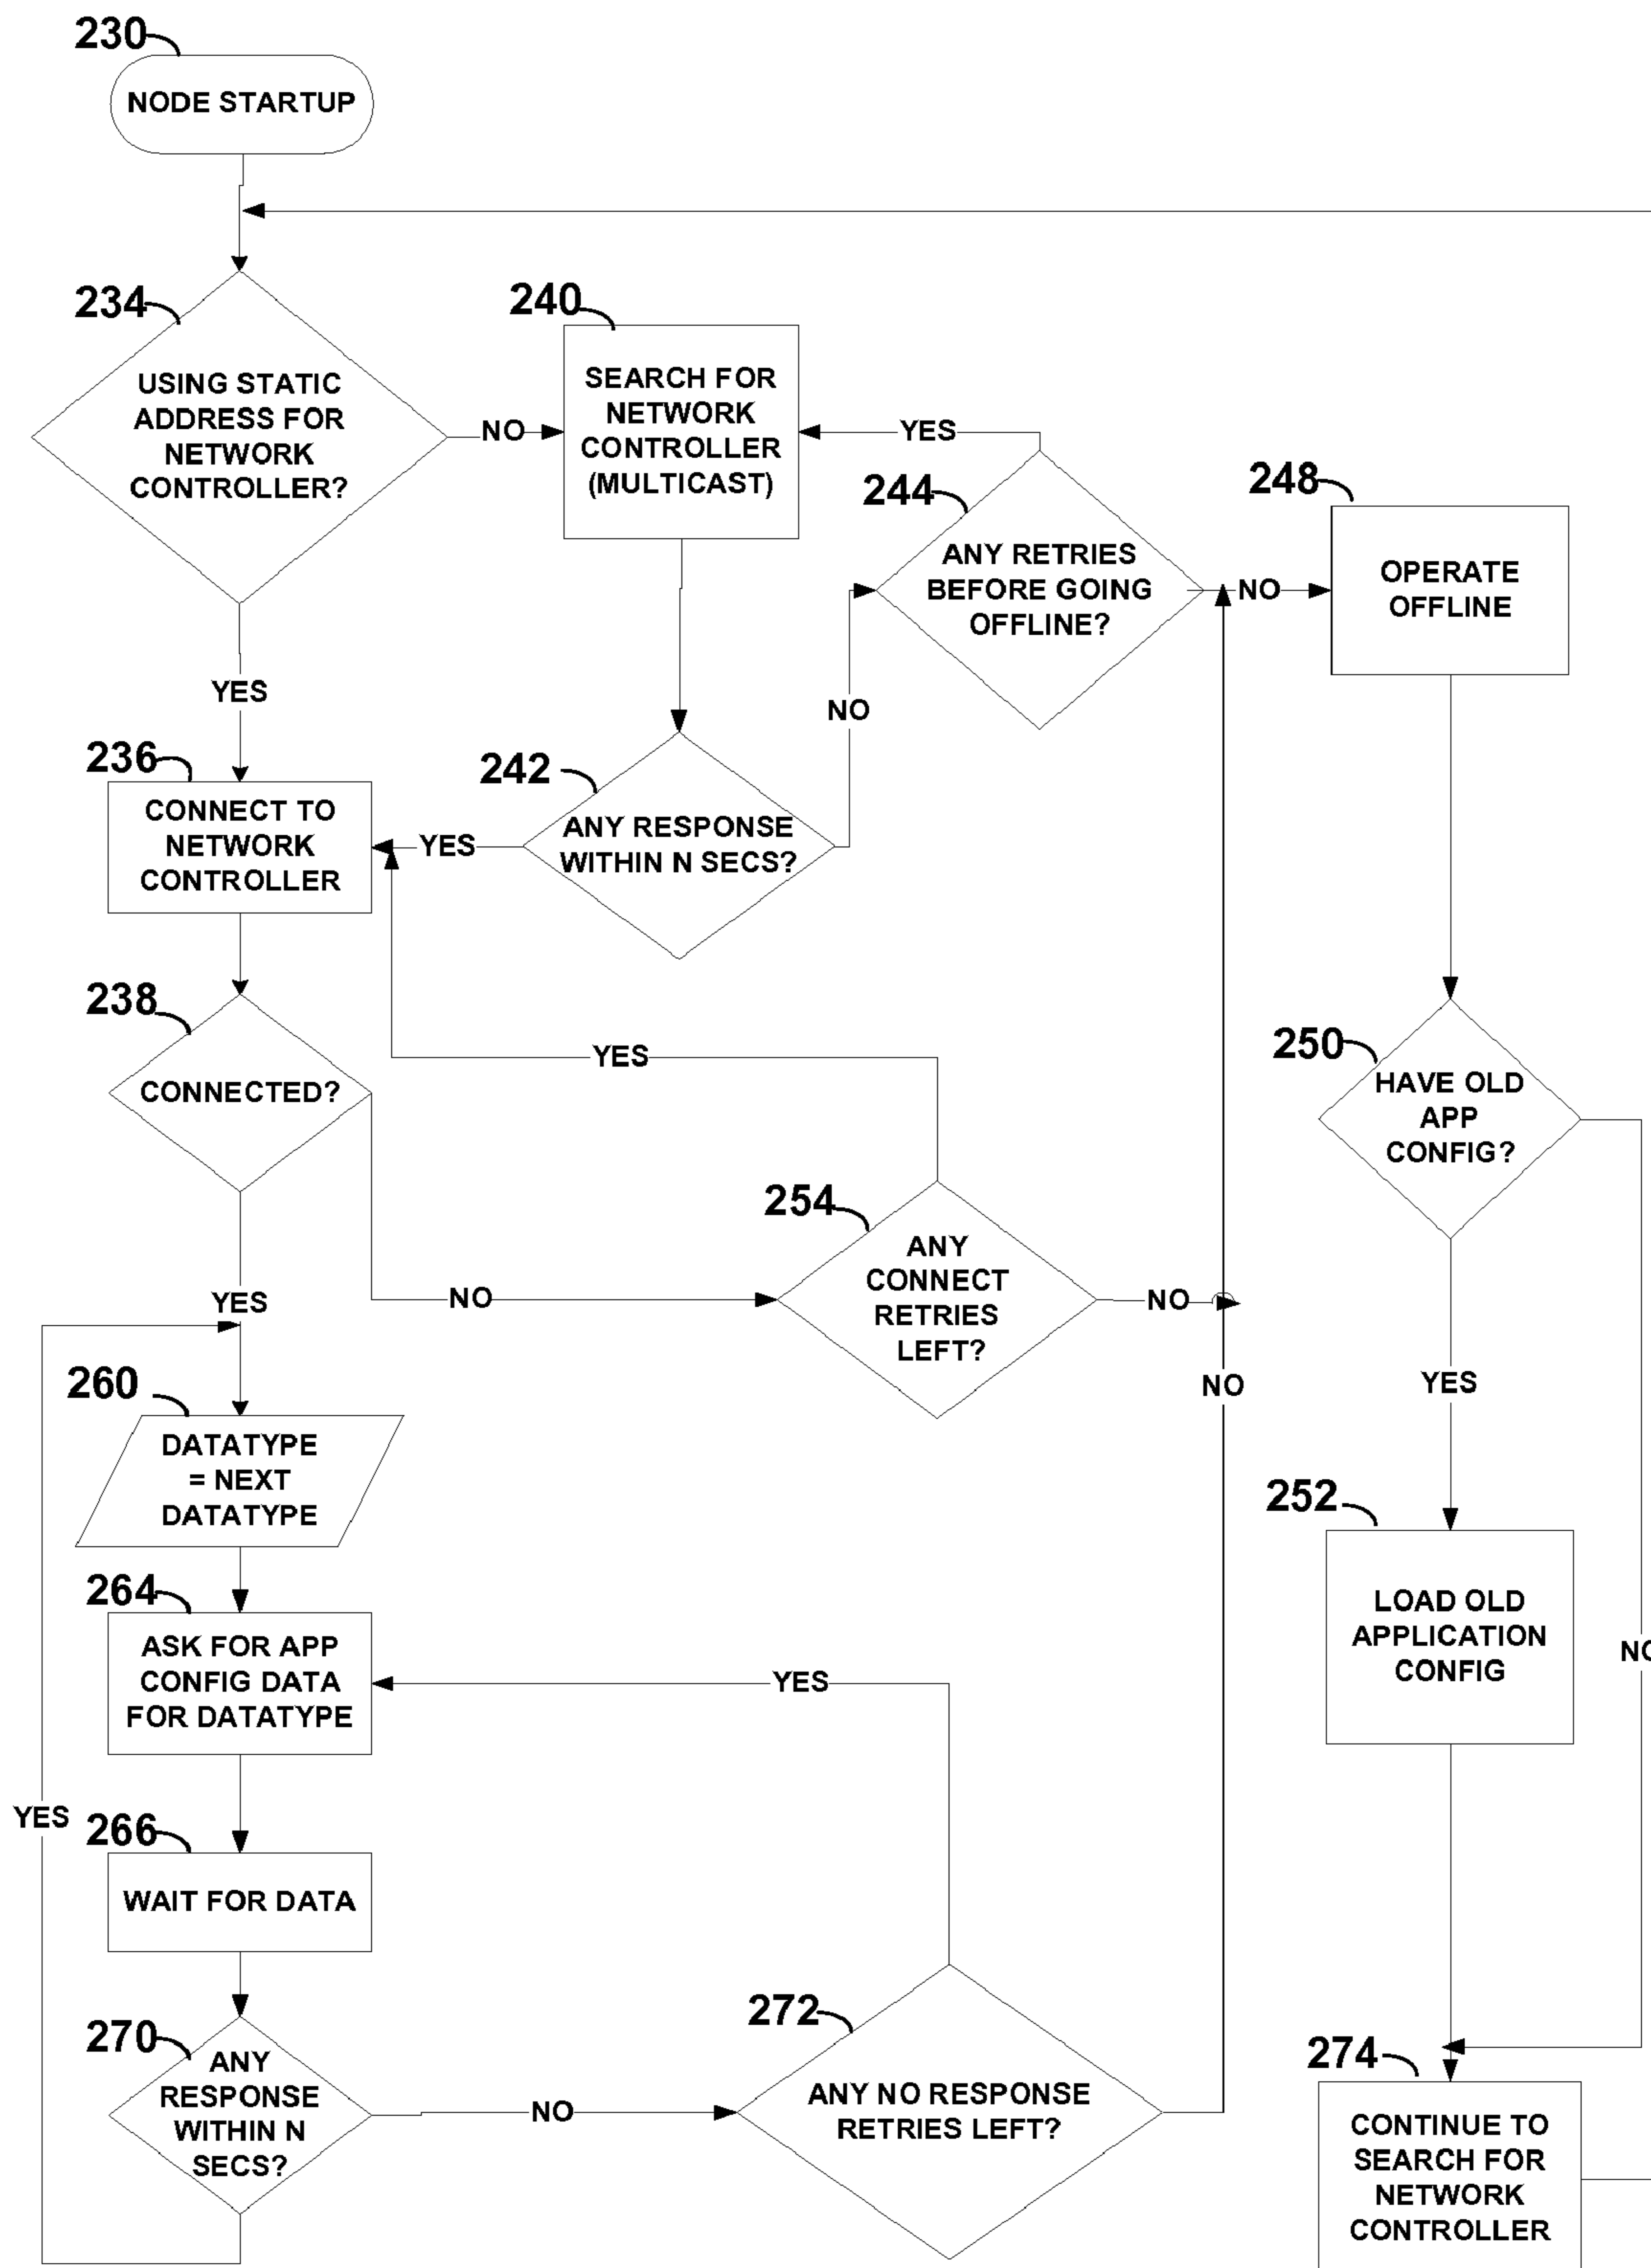 230
NODE STARTUP
234
USING STATIC
ADDRESS FOR
NETWORK
CONTROLLER?
NO
240
SEARCH FOR
NETWORK
CONTROLLER
(MULTICAST)
YES
244
ANY RETRIES
BEFORE GOING
OFFLINE?
NO
248
OPERATE
OFFLINE
YES
NO
236
CONNECT TO
NETWORK
CONTROLLER
YES
242
ANY RESPONSE
WITHIN N SECS?
238
CONNECTED?
YES
250
HAVE OLD
APP
CONFIG?
254
ANY
CONNECT
RETRIES
LEFT?
NO
NO
YES
NO
YES
260
DATATYPE
= NEXT
DATATYPE
252
LOAD OLD
APPLICATION
CONFIG
NO
264
ASK FOR APP
CONFIG DATA
FOR DATATYPE
YES
YES
266
WAIT FOR DATA
270
ANY
RESPONSE
WITHIN N
SECS?
NO
272
ANY NO RESPONSE
RETRIES LEFT?
274
CONTINUE TO
SEARCH FOR
NETWORK
CONTROLLER